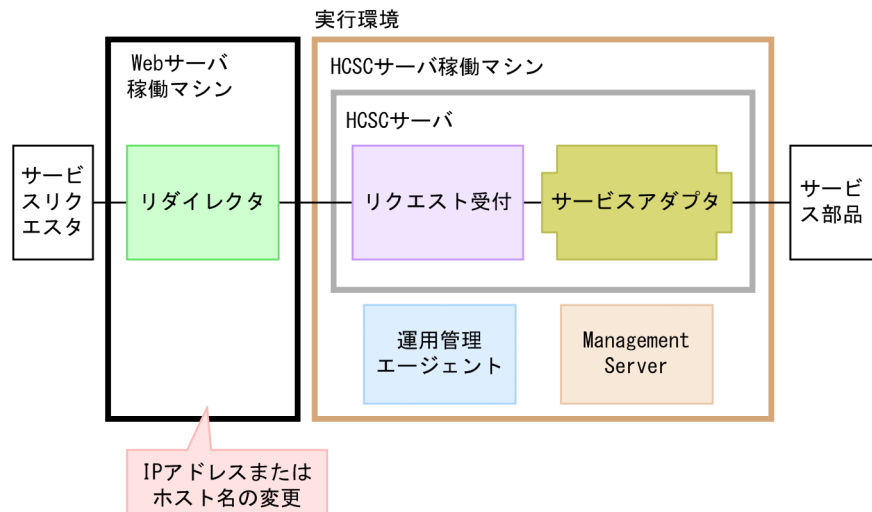 実行環境
Webサーバ
稼働マシン
HCSCサーバ稼働マシン
HCSCサーバ
サービ
スリク
エスタ
リダイレクタ
リクエスト受付
サービスアダプタ
サービ
ス部品
運用管理
エージェント
Management
Server
IPアドレスまたは
ホスト名の変更